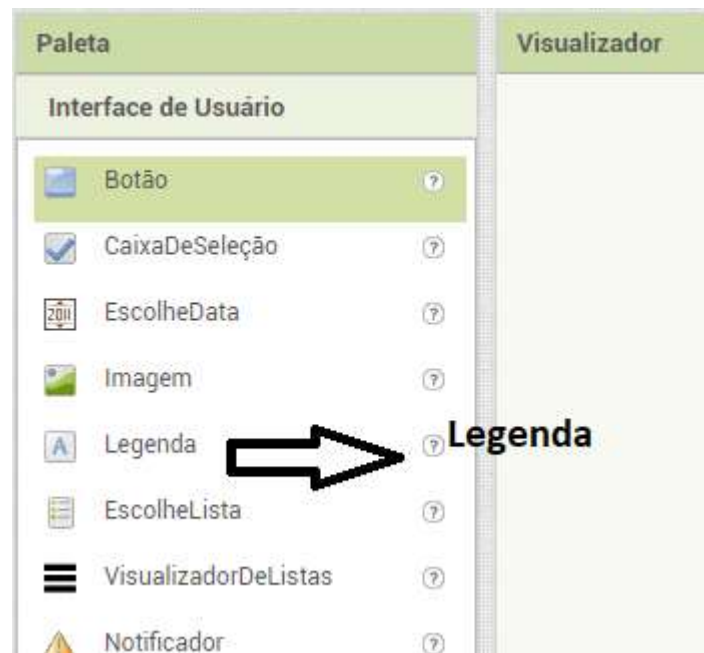 Paleta
Visualizador
Interface de Usuário
Botão ?
CaixaDeSeleção ?
2011 EscolheData ?
Imagem ?
A Legenda ? Legenda
EscolheLista ?
VisualizadorDeListas ?
Notificador ?